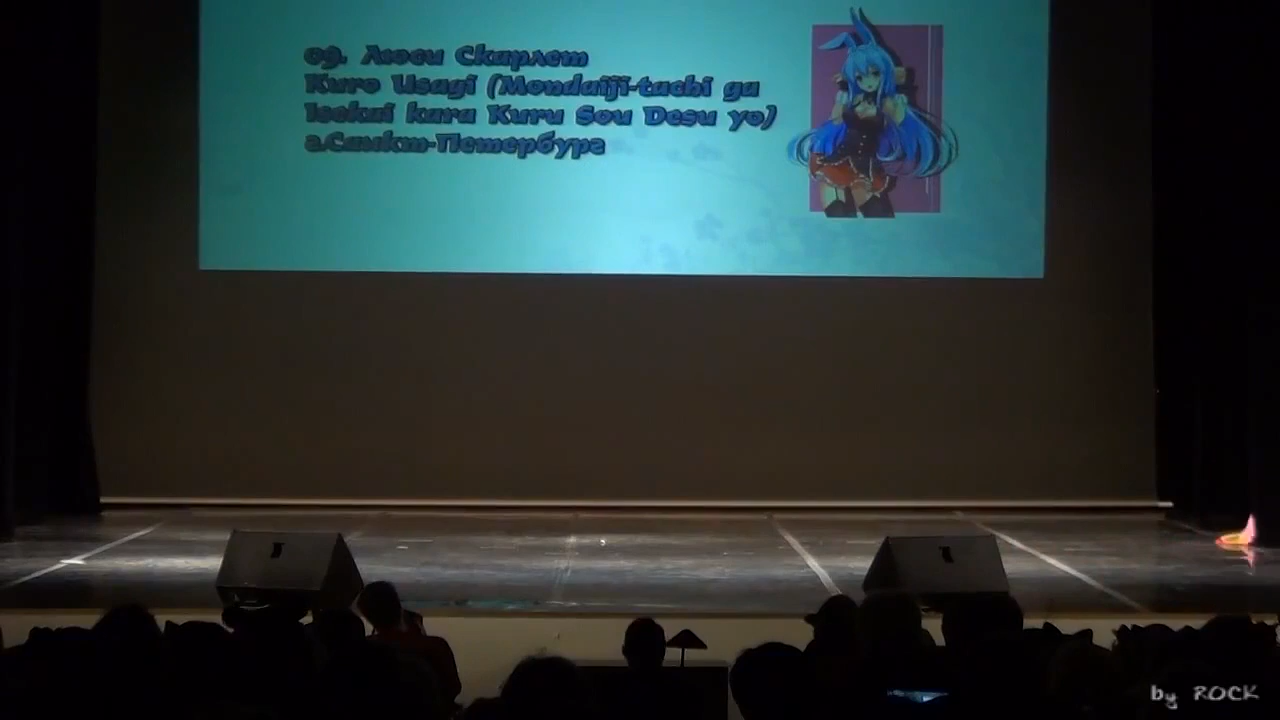 09. Люси Скарлет
Kuro Usagi (Mondaiji-tachi ga
Isekai kara Kuru Sou Desu yo)
г.Санкт-Петербург
by ROCK